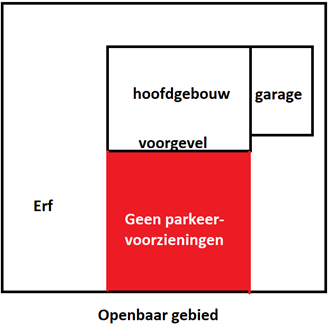 hoofdgebouw
garage
voorgevel
Erf
Geen parkeer-
voorzieningen
Openbaar gebied